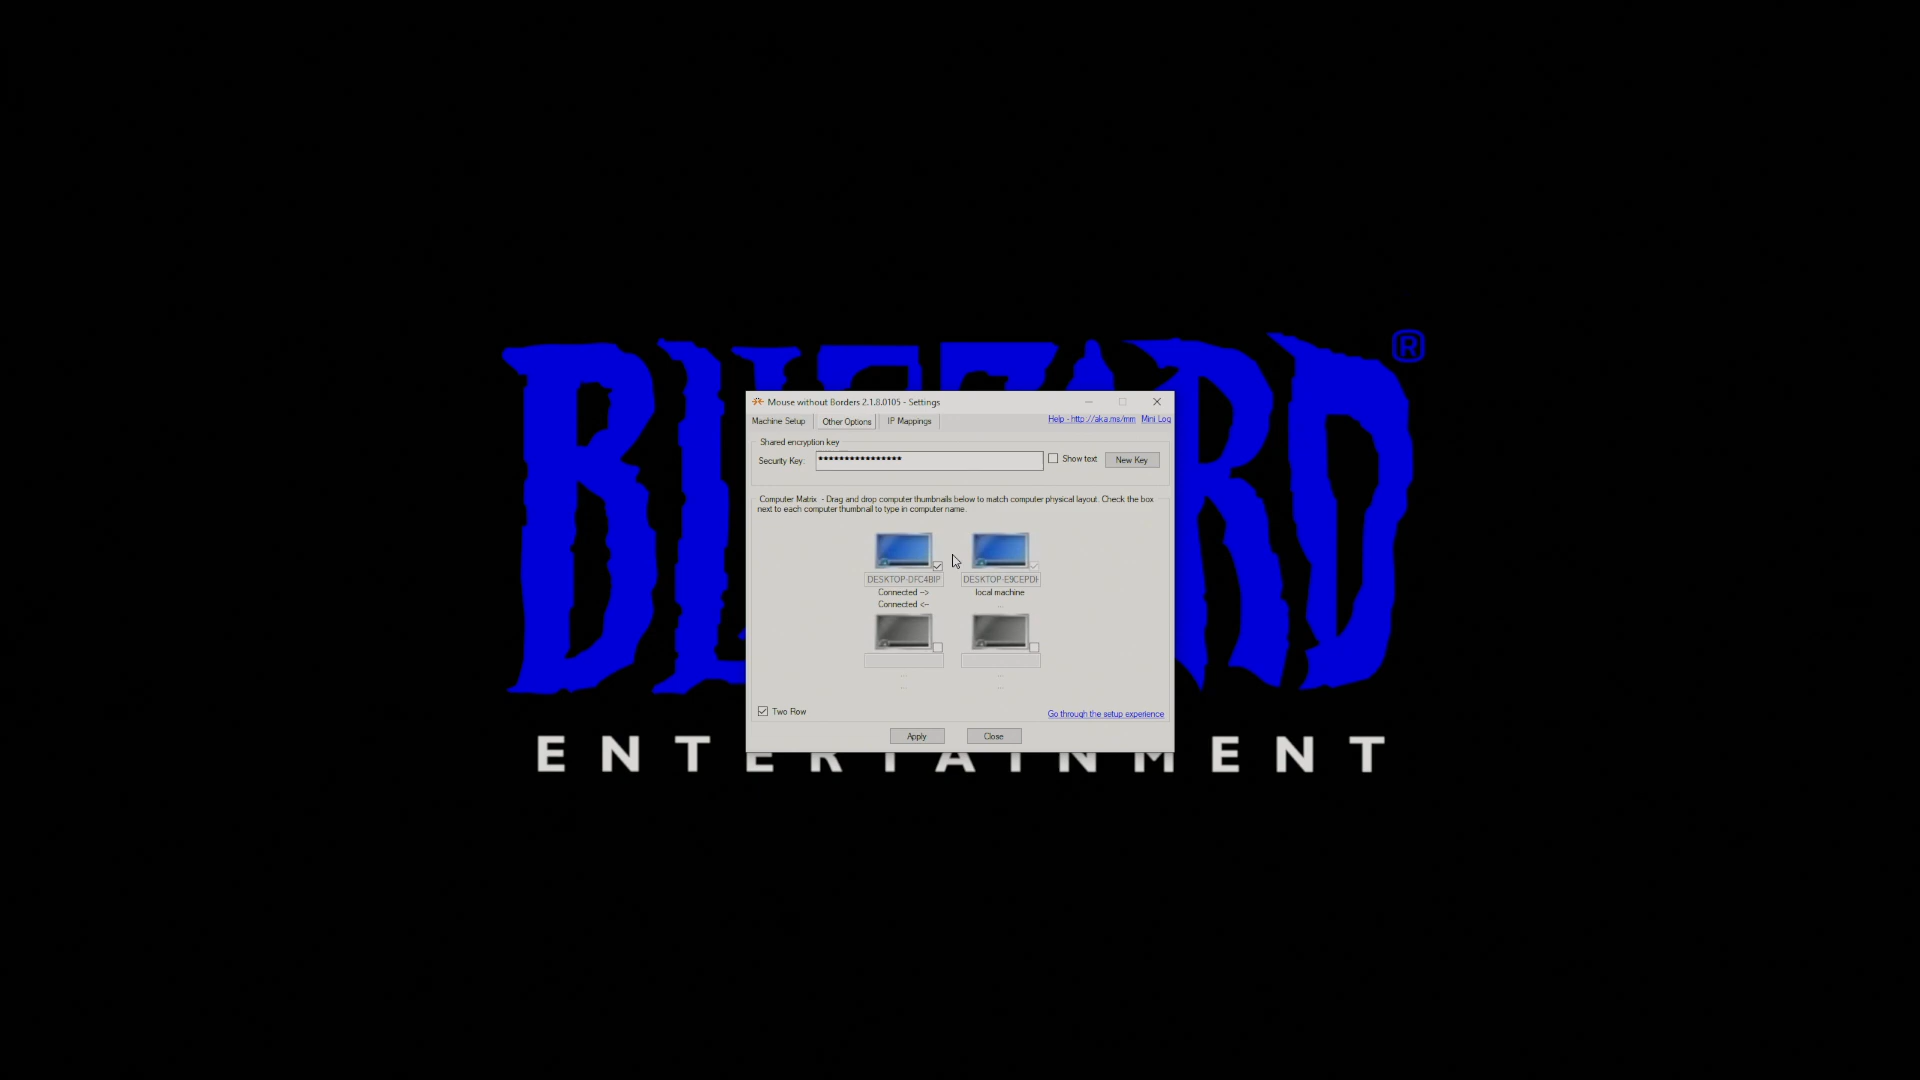 BLIZZARD®
Mouse without Borders 2.1.8.0105 - Settings
Machine Setup Other Options IP Mappings Help - http://aka.ms/mm Mini Log
Shared encryption key
Security Key: **************** Show text New Key
Computer Matrix - Drag and drop computer thumbnails below to match computer physical layout. Check the box
next to each computer thumbnail to type in computer name.
DESKTOP-DFC4BIP DESKTOP-E9CEPDH
Connected --> local machine
Connected <-- ...
... ...
... ...
Two Row Go through the setup experience
Apply Close
ENTERTAINMENT